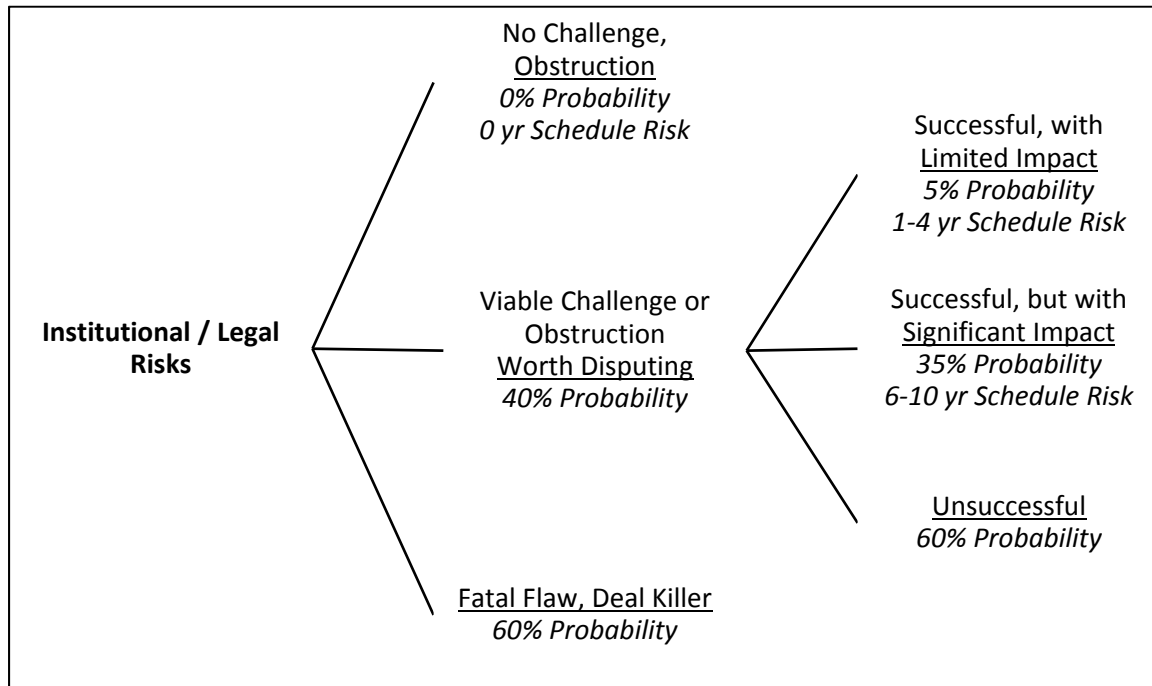 No Challenge,
Obstruction
0% Probability
0 yr Schedule Risk
Successful, with
Limited Impact
5% Probability
1-4 yr Schedule Risk
Institutional / Legal
Risks
Viable Challenge or
Obstruction
Worth Disputing
40% Probability
Successful, but with
Significant Impact
35% Probability
6-10 yr Schedule Risk
Unsuccessful
60% Probability
Fatal Flaw, Deal Killer
60% Probability